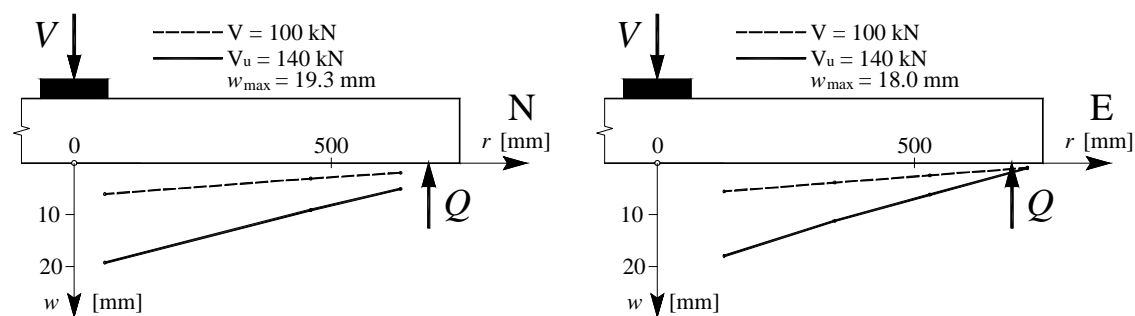 V
V = 100 kN
Vu = 140 kN
wmax = 19.3 mm
N
0
500
r [mm]
10
Q
20
w [mm]
V
V = 100 kN
Vu = 140 kN
wmax = 18.0 mm
E
0
500
r [mm]
10
Q
20
w [mm]